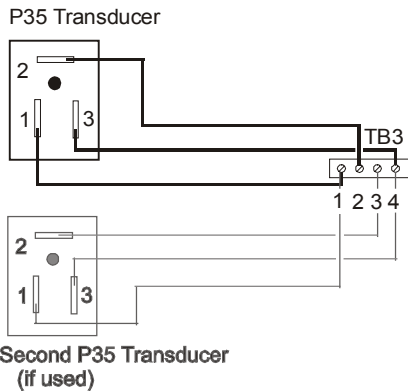 P35 Transducer
2
1 3
TB3
1 2 3 4
2
1 3
Second P35 Transducer
(if used)